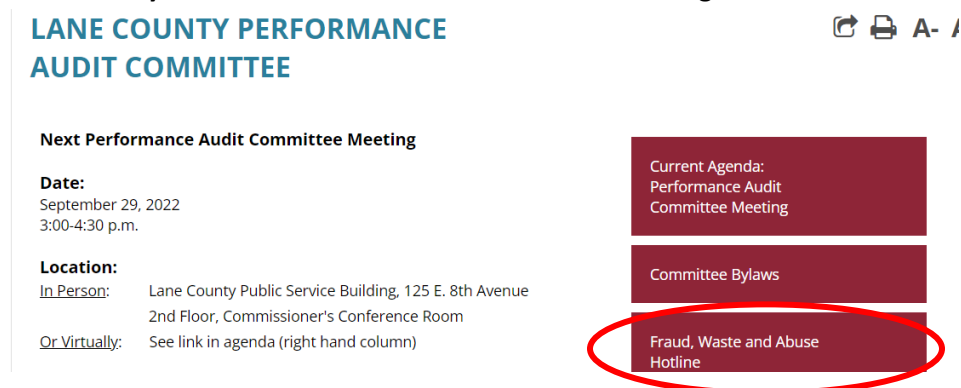 LANE COUNTY PERFORMANCE
AUDIT COMMITTEE
A-
Next Performance Audit Committee Meeting
Date:
September 29, 2022
3:00-4:30 p.m.
Location:
In Person: Lane County Public Service Building, 125 E. 8th Avenue
2nd Floor, Commissioner's Conference Room
Or Virtually: See link in agenda (right hand column)
Current Agenda:
Performance Audit
Committee Meeting
Committee Bylaws
Fraud, Waste and Abuse
Hotline